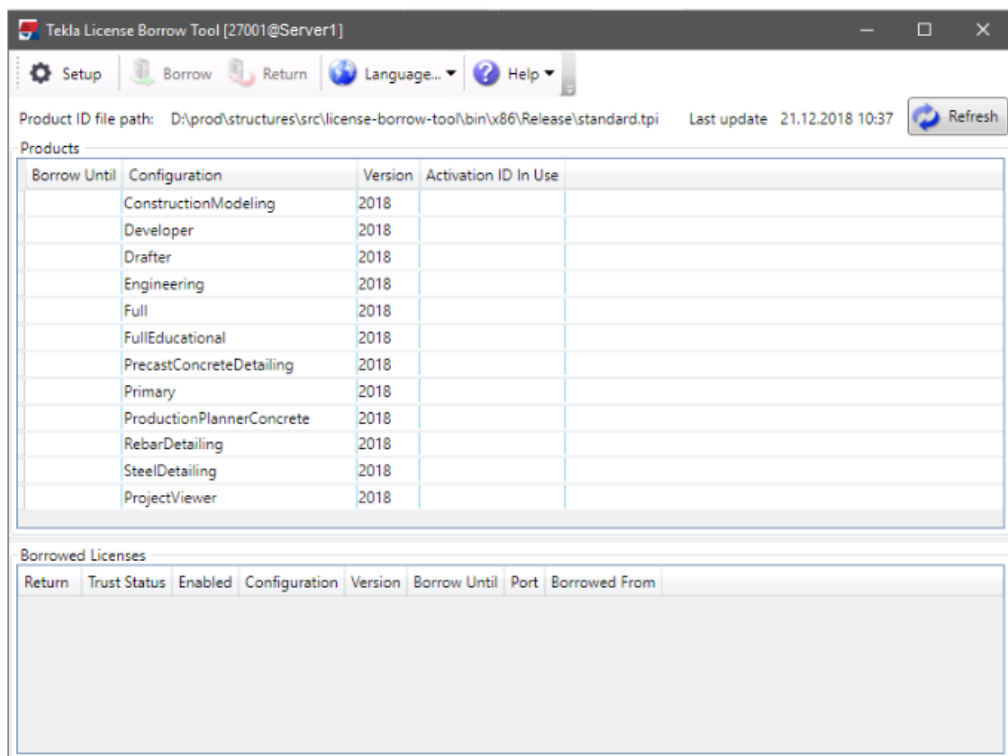 Tekla License Borrow Tool [27001@Server1]
Setup Borrow Return Language... Help
Product ID file path: D:\prod\structures\src\license-borrow-tool\bin\x86\Release\standard.tpi Last update 21.12.2018 10:37 Refresh
Products
Borrow Until Configuration Version Activation ID In Use
ConstructionModeling 2018
Developer 2018
Drafter 2018
Engineering 2018
Full 2018
FullEducational 2018
PrecastConcreteDetailing 2018
Primary 2018
ProductionPlannerConcrete 2018
RebarDetailing 2018
SteelDetailing 2018
ProjectViewer 2018
Borrowed Licenses
Return Trust Status Enabled Configuration Version Borrow Until Port Borrowed From